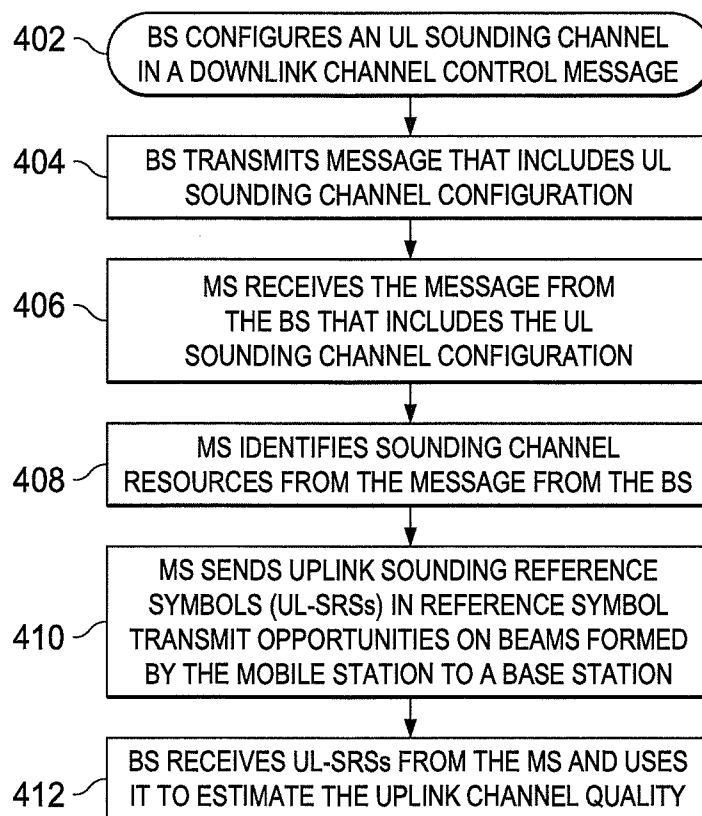 402
BS CONFIGURES AN UL SOUNDING CHANNEL
IN A DOWNLINK CHANNEL CONTROL MESSAGE
404
BS TRANSMITS MESSAGE THAT INCLUDES UL
SOUNDING CHANNEL CONFIGURATION
406
MS RECEIVES THE MESSAGE FROM
THE BS THAT INCLUDES THE UL
SOUNDING CHANNEL CONFIGURATION
408
MS IDENTIFIES SOUNDING CHANNEL
RESOURCES FROM THE MESSAGE FROM THE BS
410
MS SENDS UPLINK SOUNDING REFERENCE
SYMBOLS (UL-SRSs) IN REFERENCE SYMBOL
TRANSMIT OPPORTUNITIES ON BEAMS FORMED
BY THE MOBILE STATION TO A BASE STATION
412
BS RECEIVES UL-SRSs FROM THE MS AND USES
IT TO ESTIMATE THE UPLINK CHANNEL QUALITY